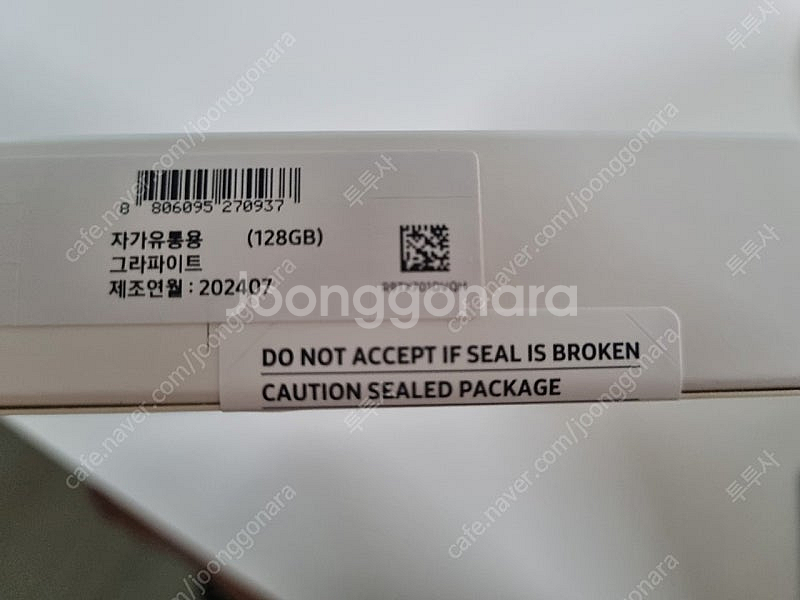 8 806095 270937
자가유통용 (128GB)
그라파이트
제조연월 : 202407
Joonggonara
DO NOT ACCEPT IF SEAL IS BROKEN
CAUTION SEALED PACKAGE
cafe.naver.com/joonggonara
투투사